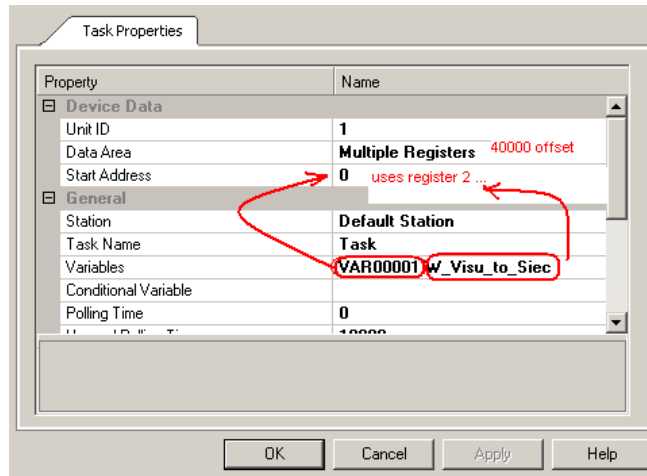 Task Properties
Property Name
Device Data
Unit ID 1
Data Area Multiple Registers 40000 offset
Start Address 0 uses register 2 ...
General
Station Default Station
Task Name Task
Variables VAR00001 W_Visu_to_Siec
Conditional Variable
Polling Time 0
OK Cancel Apply Help